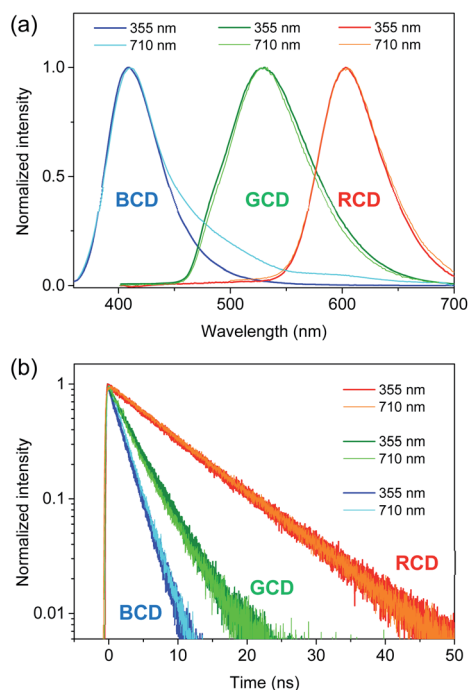 (a)
355 nm 355 nm 355 nm
710 nm 710 nm 710 nm
1.0
0.5
0.0
Normalized intensity
BCD GCD RCD
400 500 600 700
Wavelength (nm)
(b)
1
0.1
0.01
Normalized intensity
355 nm
710 nm
355 nm
710 nm
355 nm
710 nm
RCD
GCD
BCD
0 10 20 30 40 50
Time (ns)